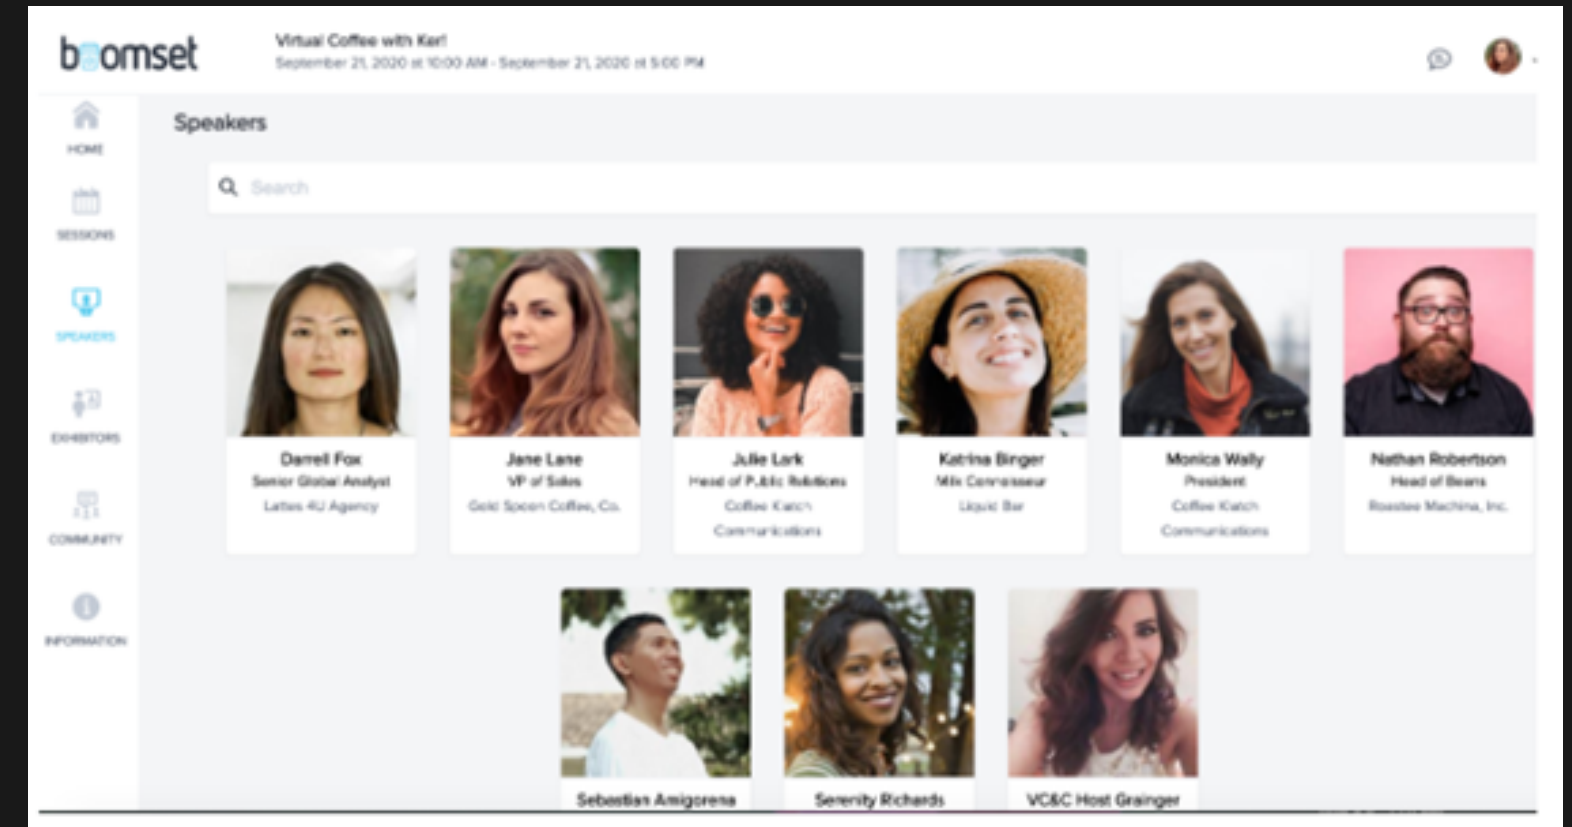 boomset
Virtual Coffee with Ker!
September 21, 2020 at 10:00 AM - September 21, 2020 at 5:00 PM
HOME
SESSIONS
SPEAKERS
EXHIBITORS
COMMUNITY
INFORMATION
Speakers
Search
Darrell Fox
Senior Global Analyst
Lattes 4U Agency
Jane Lane
VP of Sales
Gold Spoon Coffee, Co.
Julie Lark
Head of Public Relations
Coffee Klatch
Communications
Katrina Binger
Milk Connoisseur
Liquid Bar
Monica Wally
President
Coffee Klatch
Communications
Nathan Robertson
Head of Beans
Roastee Machina, Inc.
Sebastian Amigorena
Serenity Richards
VC&C Host Grainger